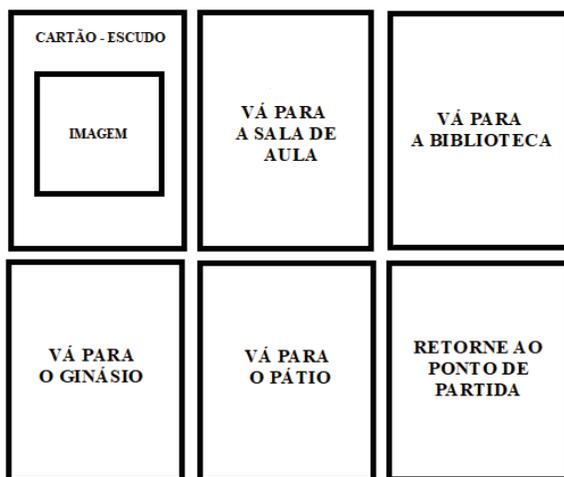 CARTÃO - ESCUDO
IMAGEM
VÁ PARA
A SALA DE
AULA
VÁ PARA
A BIBLIOTECA
VÁ PARA
O GINÁSIO
VÁ PARA
O PÁTIO
RETORNE AO
PONTO DE
PARTIDA